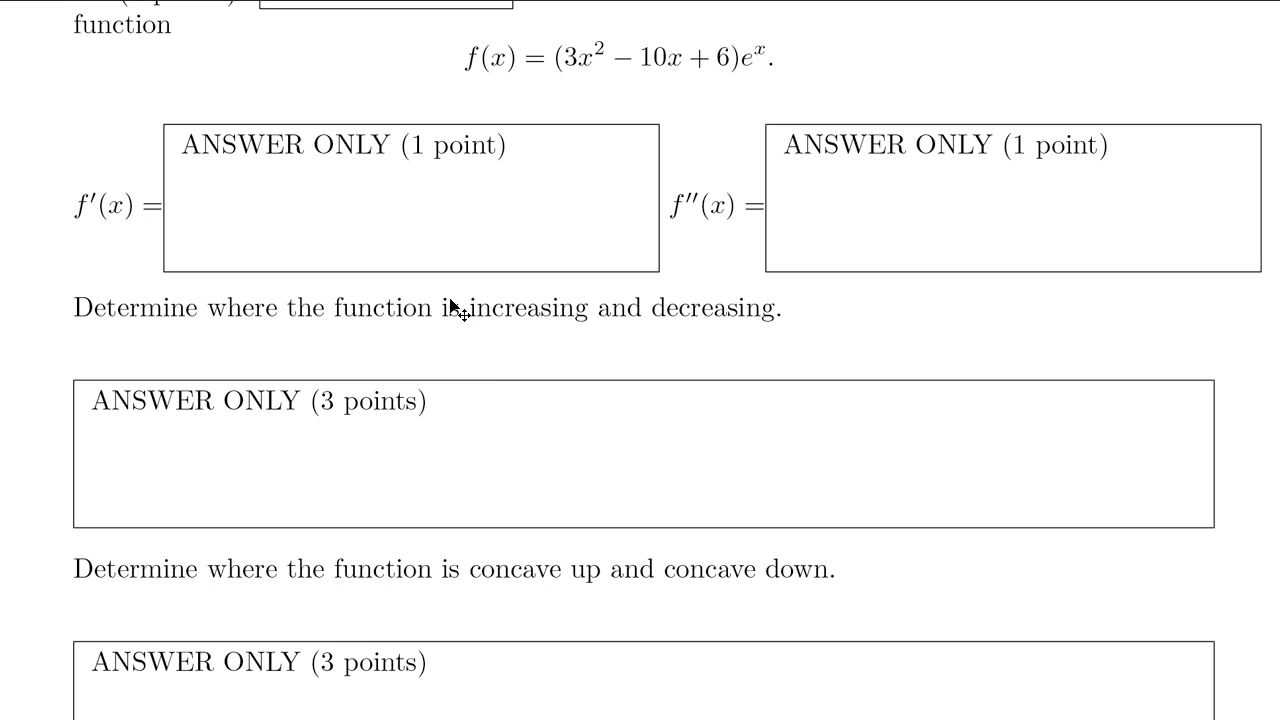 function
f(x) = (3x² − 10x + 6)eˣ.
ANSWER ONLY (1 point)
f′(x) =
ANSWER ONLY (1 point)
f′′(x) =
Determine where the function is increasing and decreasing.
ANSWER ONLY (3 points)
Determine where the function is concave up and concave down.
ANSWER ONLY (3 points)